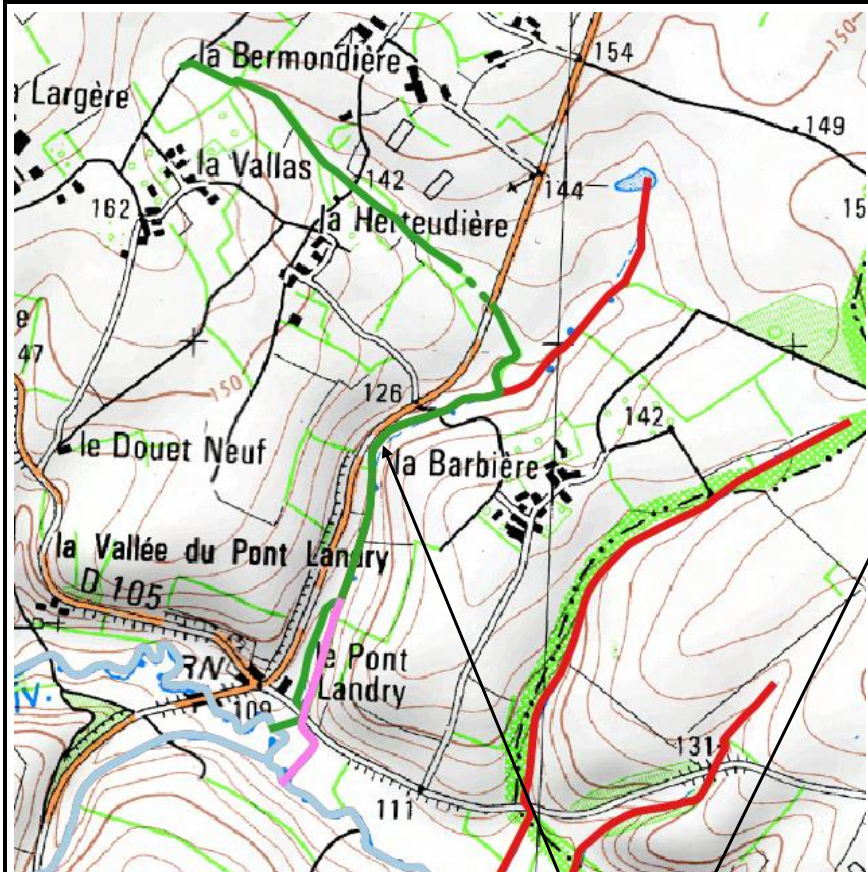 la Bermondière
154
150
Largère
149
la Vallas
142
144
162
la Herteudière
15
e
47
150
126
142
le Douet Neuf
la Barbière
la Vallée du Pont Landry
D 105
RN
le Pont
Landry
109
131
111